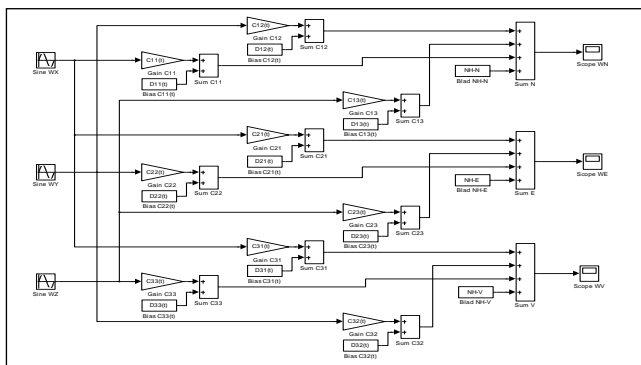 C12(t)
Gain C12
D12(t)
Bias C12(t)
Sum C12
Sine WX
C11(t)
Gain C11
D11(t)
Bias C11(t)
Sum C11
NH-N
Blad NH-N
Sum N
Scope WN
C13(t)
Gain C13
D13(t)
Bias C13(t)
Sum C13
C21(t)
Gain C21
D21(t)
Bias C21(t)
Sum C21
Sine WY
C22(t)
Gain C22
D22(t)
Bias C22(t)
Sum C22
NH-E
Blad NH-E
Sum E
Scope WE
C23(t)
Gain C23
D23(t)
Bias C23(t)
Sum C23
C31(t)
Gain C31
D31(t)
Bias C31(t)
Sum C31
Sine WZ
C33(t)
Gain C33
D33(t)
Bias C33(t)
Sum C33
NH-V
Blad NH-V
Sum V
Scope WV
C32(t)
Gain C32
D32(t)
Bias C32(t)
Sum C32